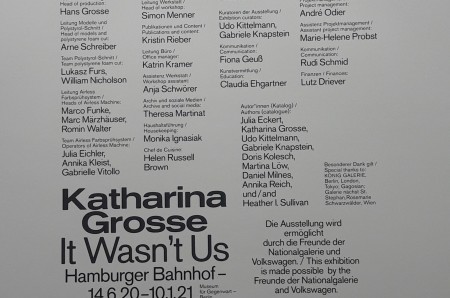 Head of production:
Hans Grosse
Leitung Modelle und
Polystyrol-Schnitt /
Head of models and
polystyrene foam cut:
Arne Schreiber
Team Polystyrol-Schnitt /
Team polystyrene foam cut:
Lukasz Furs,
William Nicholson
Leitung Airless
Farbsprühsystem /
Head of Airless Machine:
Marco Funke,
Marc Märzhäuser,
Romin Walter
Team Airless Farbsprühsystem /
Operators of Airless Machine:
Julia Eichler,
Annika Kleist,
Gabrielle Vitollo
Leitung Werkstatt /
Head of workshop:
Simon Menner
Publikationen und Content /
Publications and content:
Kristin Rieber
Leitung Büro /
Office manager:
Katrin Kramer
Assistenz Werkstatt /
Workshop assistant:
Anja Schwörer
Archiv und soziale Medien /
Archive and social media:
Theresa Martinat
Haushaltsführung /
Housekeeping:
Monika Ignasiak
Chef de Cuisine:
Helen Russell
Brown
Kuratoren der Ausstellung /
Exhibition curators:
Udo Kittelmann,
Gabriele Knapstein
Kommunikation /
Communication:
Fiona Geuß
Kunstvermittlung /
Education:
Claudia Ehgartner
Autor*innen (Katalog) /
Authors (catalogue):
Julia Eckert,
Katharina Grosse,
Udo Kittelmann,
Gabriele Knapstein,
Doris Kolesch,
Martina Löw,
Daniel Milnes,
Annika Reich,
und / and
Heather I. Sullivan
Project management:
André Odier
Assistenz Projektmanagement /
Assistant project management:
Marie-Helene Probst
Kommunikation /
Communication:
Rudi Schmid
Finanzen / Finances:
Lutz Driever
Besonderer Dank gilt /
Special thanks to:
KÖNIG GALERIE,
Berlin, London,
Tokyo; Gagosian;
Galerie nächst St.
Stephan Rosemarie
Schwarzwälder, Wien
Katharina
Grosse
It Wasn't Us
Hamburger Bahnhof –
14.6.20–10.1.21
Museum
für Gegenwart –
Die Ausstellung wird
ermöglicht
durch die Freunde der
Nationalgalerie und
Volkswagen. / This exhibition
is made possible by the
Freunde der Nationalgalerie
and Volkswagen.